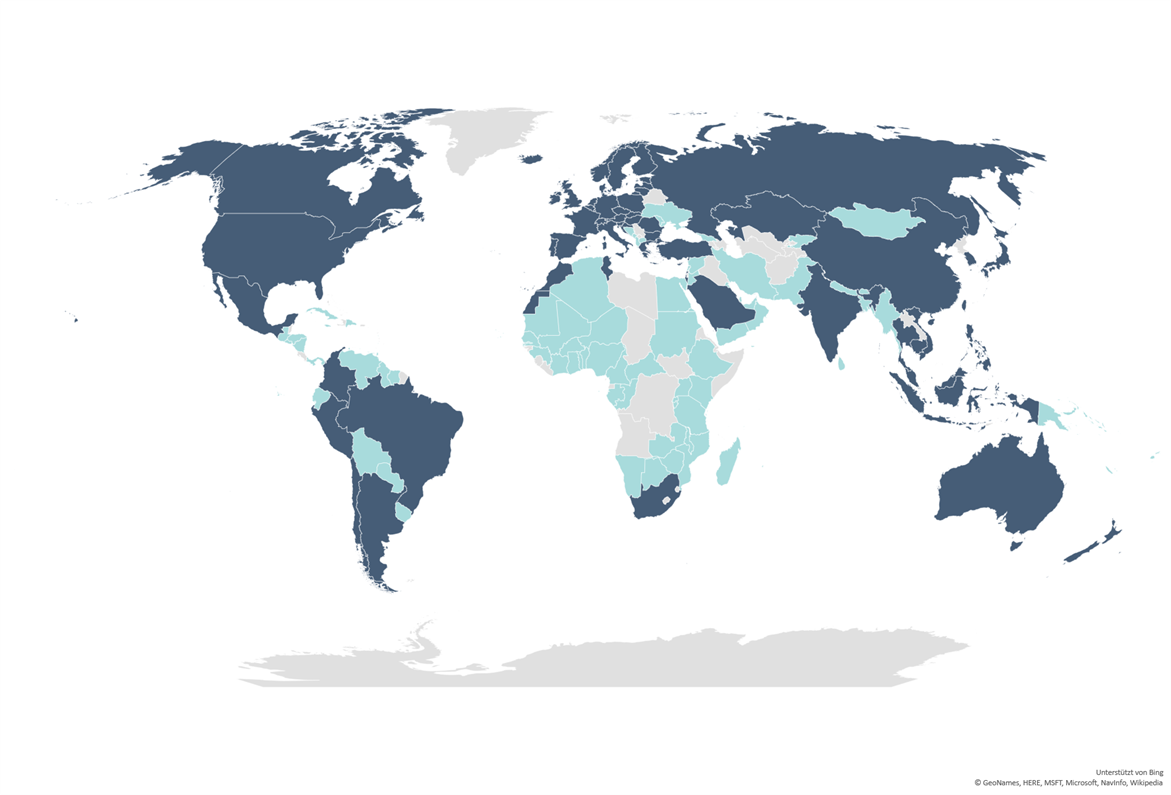 Unterstützt von Bing
© GeoNames, HERE, MSFT, Microsoft, NavInfo, Wikipedia